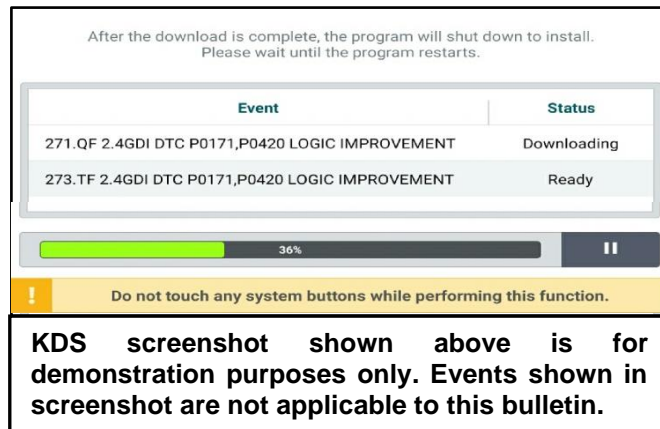 After the download is complete, the program will shut down to install.
Please wait until the program restarts.
Event Status
271.QF 2.4GDI DTC P0171,P0420 LOGIC IMPROVEMENT Downloading
273.TF 2.4GDI DTC P0171,P0420 LOGIC IMPROVEMENT Ready
36%
! Do not touch any system buttons while performing this function.
KDS screenshot shown above is for
demonstration purposes only. Events shown in
screenshot are not applicable to this bulletin.